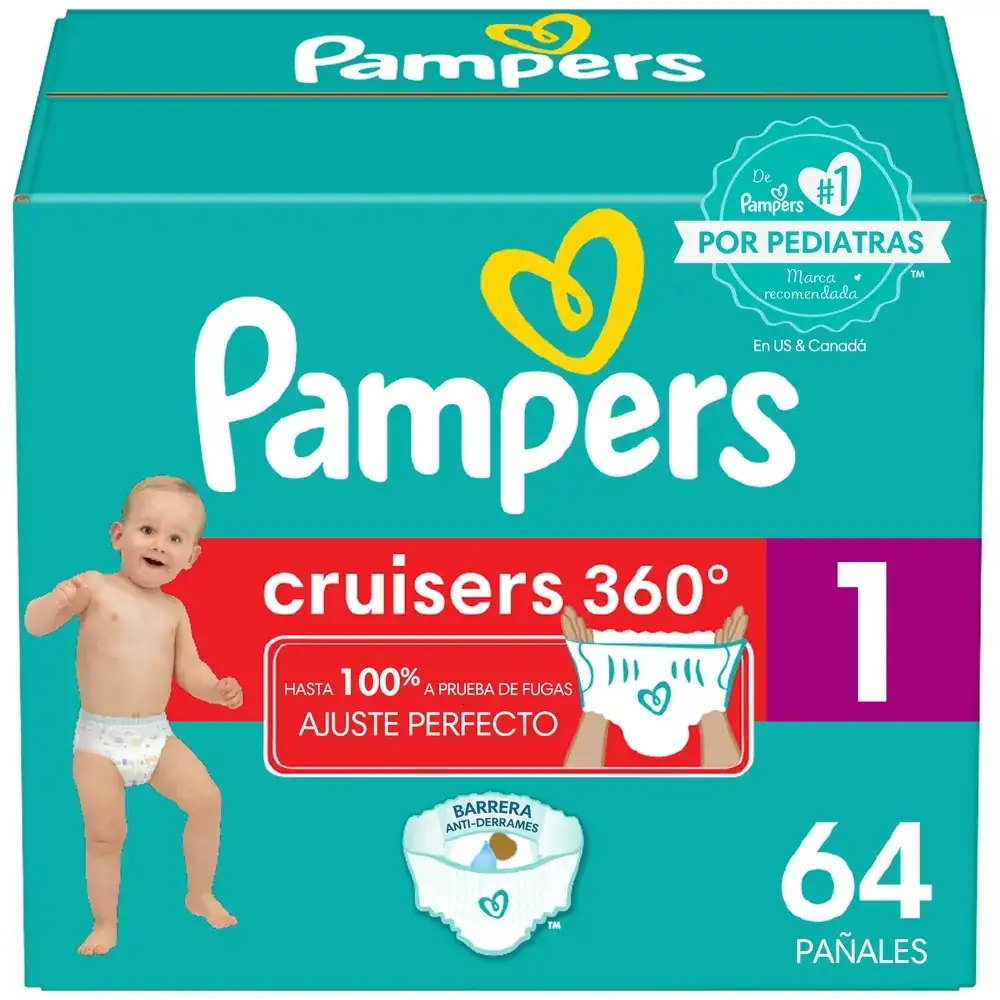 Pampers
De
Pampers
#1
POR PEDIATRAS
Marca
recomendada
™
En US & Canadá
Pampers
cruisers 360°
1
HASTA 100% A PRUEBA DE FUGAS
AJUSTE PERFECTO
BARRERA
ANTI-DERRAMES
™
64
PAÑALES